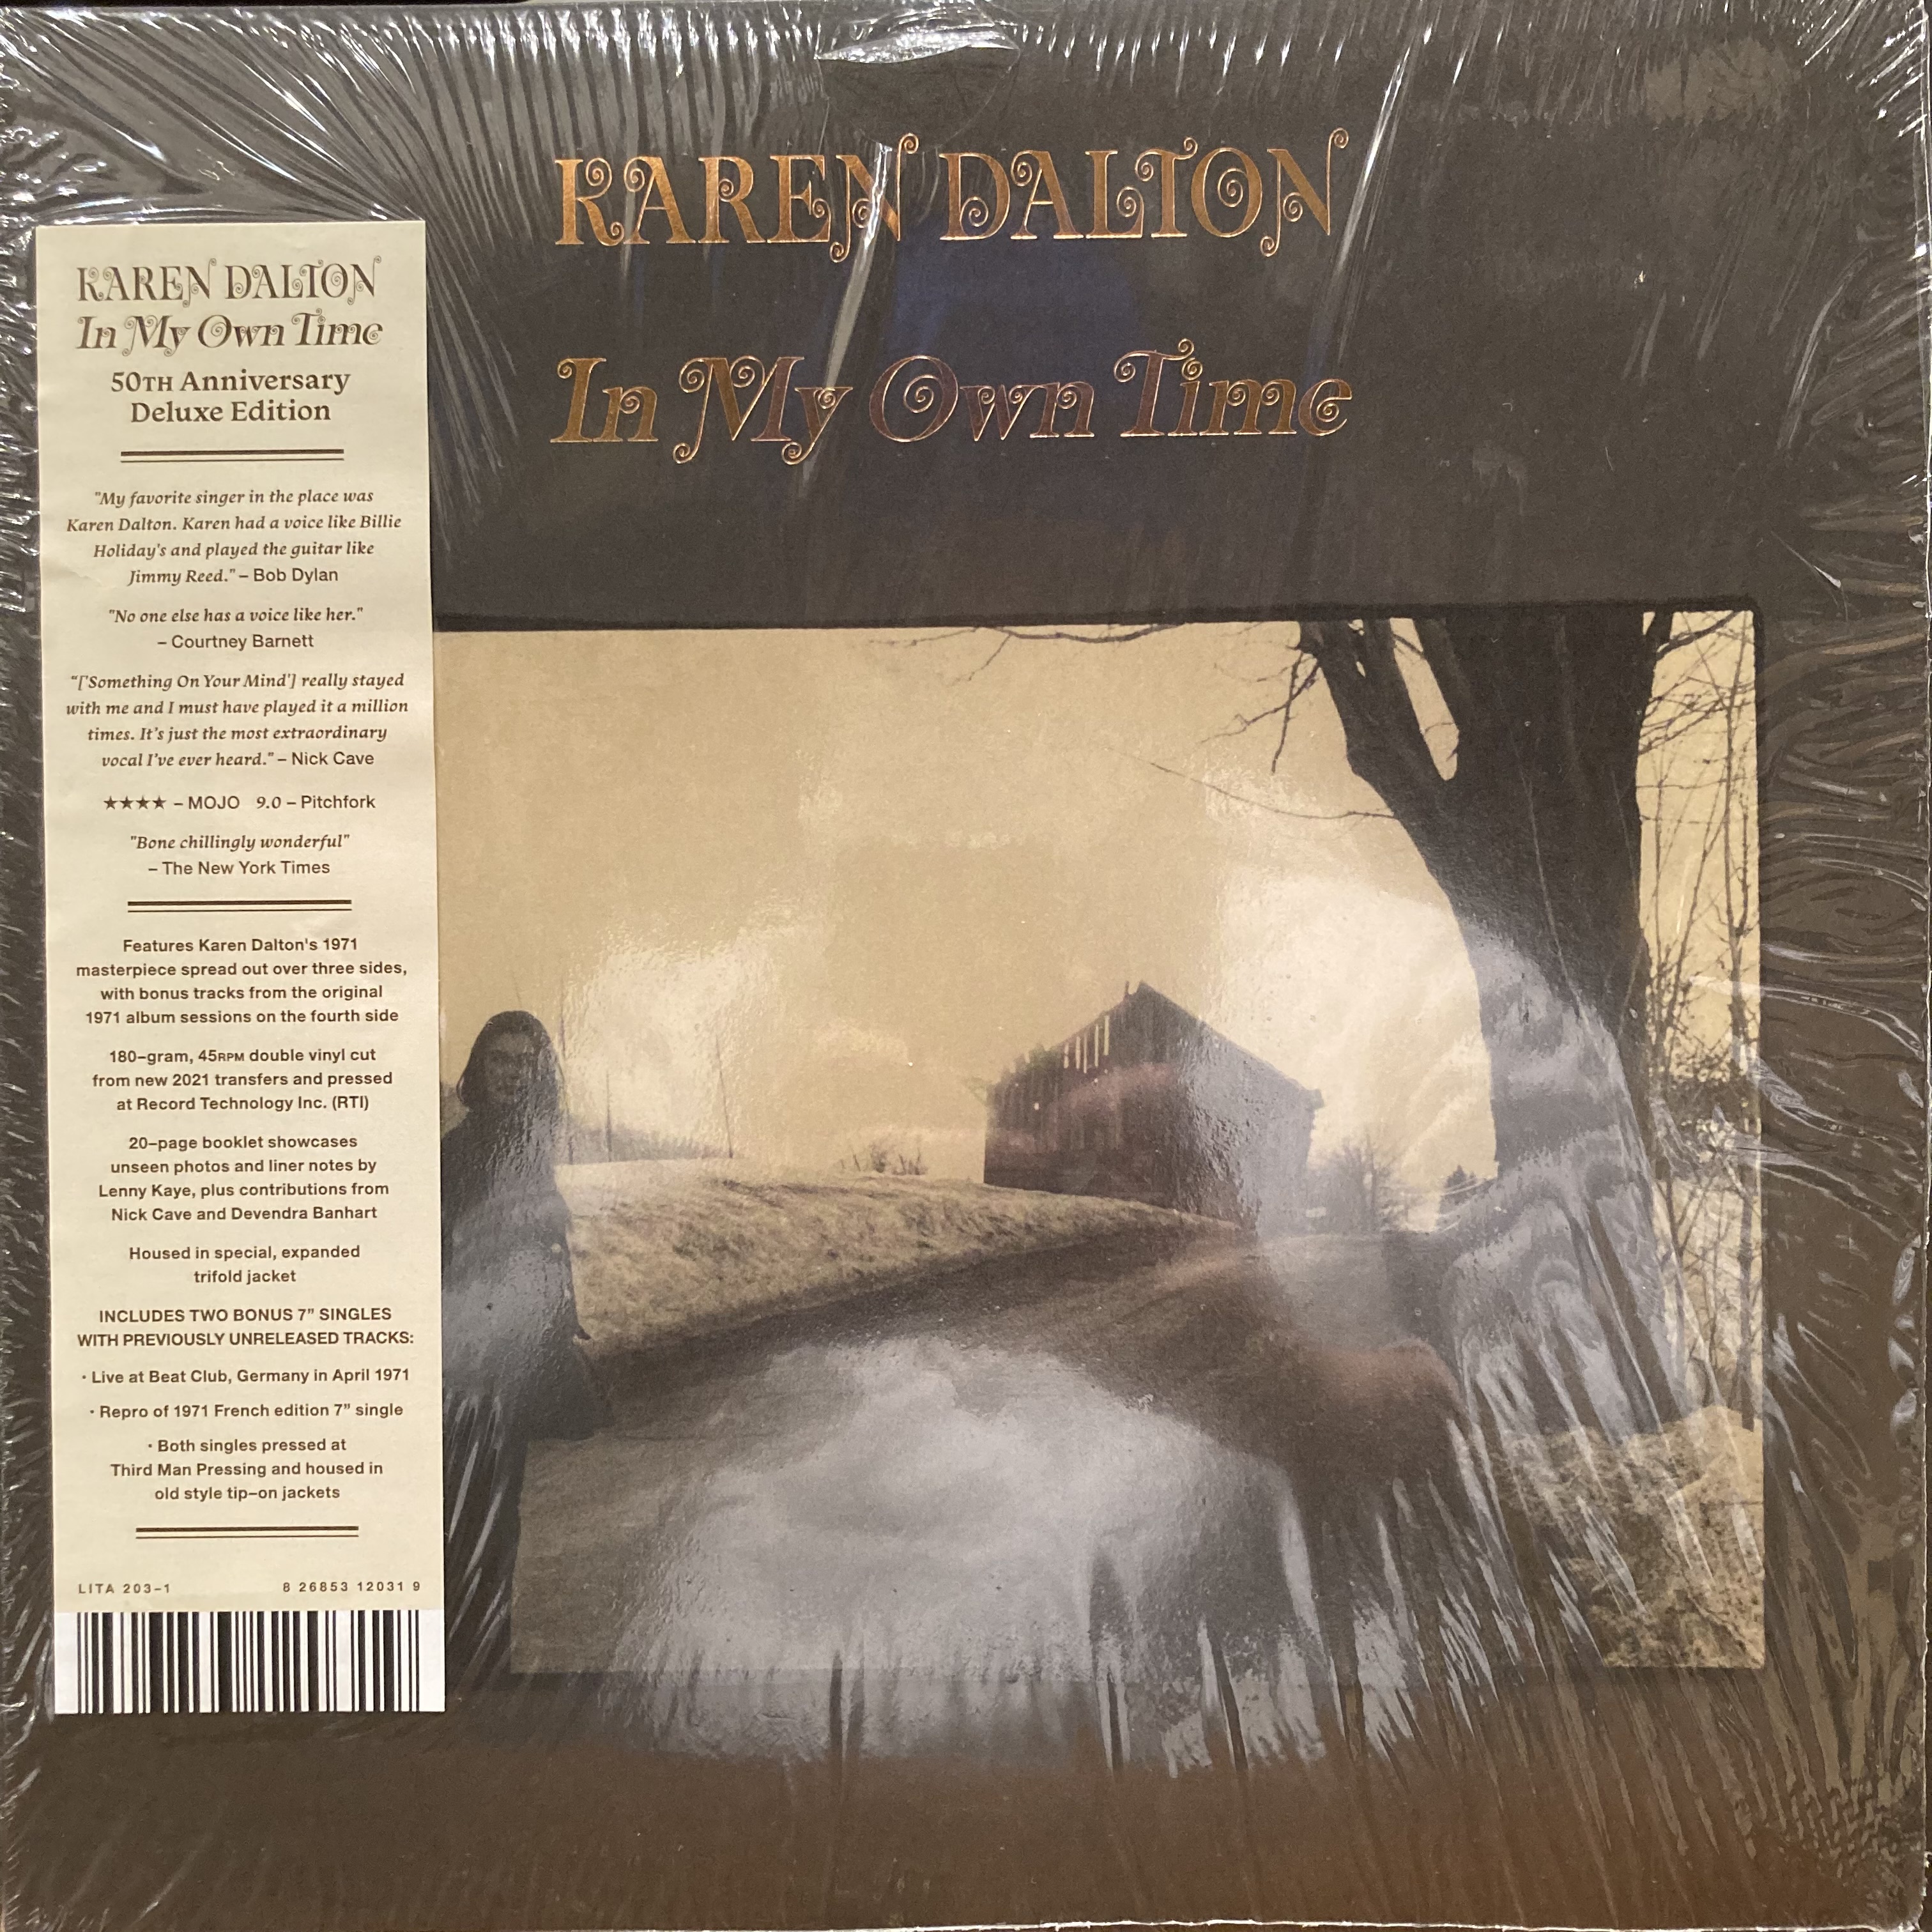 KAREN DALTON
In My Own Time
KAREN DALTON
In My Own Time
50TH Anniversary
Deluxe Edition
"My favorite singer in the place was
Karen Dalton. Karen had a voice like Billie
Holiday's and played the guitar like
Jimmy Reed." – Bob Dylan
"No one else has a voice like her."
– Courtney Barnett
"['Something On Your Mind'] really stayed
with me and I must have played it a million
times. It's just the most extraordinary
vocal I've ever heard." – Nick Cave
★★★★ – MOJO 9.0 – Pitchfork
"Bone chillingly wonderful"
– The New York Times
Features Karen Dalton's 1971
masterpiece spread out over three sides,
with bonus tracks from the original
1971 album sessions on the fourth side
180–gram, 45RPM double vinyl cut
from new 2021 transfers and pressed
at Record Technology Inc. (RTI)
20–page booklet showcases
unseen photos and liner notes by
Lenny Kaye, plus contributions from
Nick Cave and Devendra Banhart
Housed in special, expanded
trifold jacket
INCLUDES TWO BONUS 7” SINGLES
WITH PREVIOUSLY UNRELEASED TRACKS:
· Live at Beat Club, Germany in April 1971
· Repro of 1971 French edition 7” single
· Both singles pressed at
Third Man Pressing and housed in
old style tip–on jackets
LITA 203–1 8 26853 12031 9